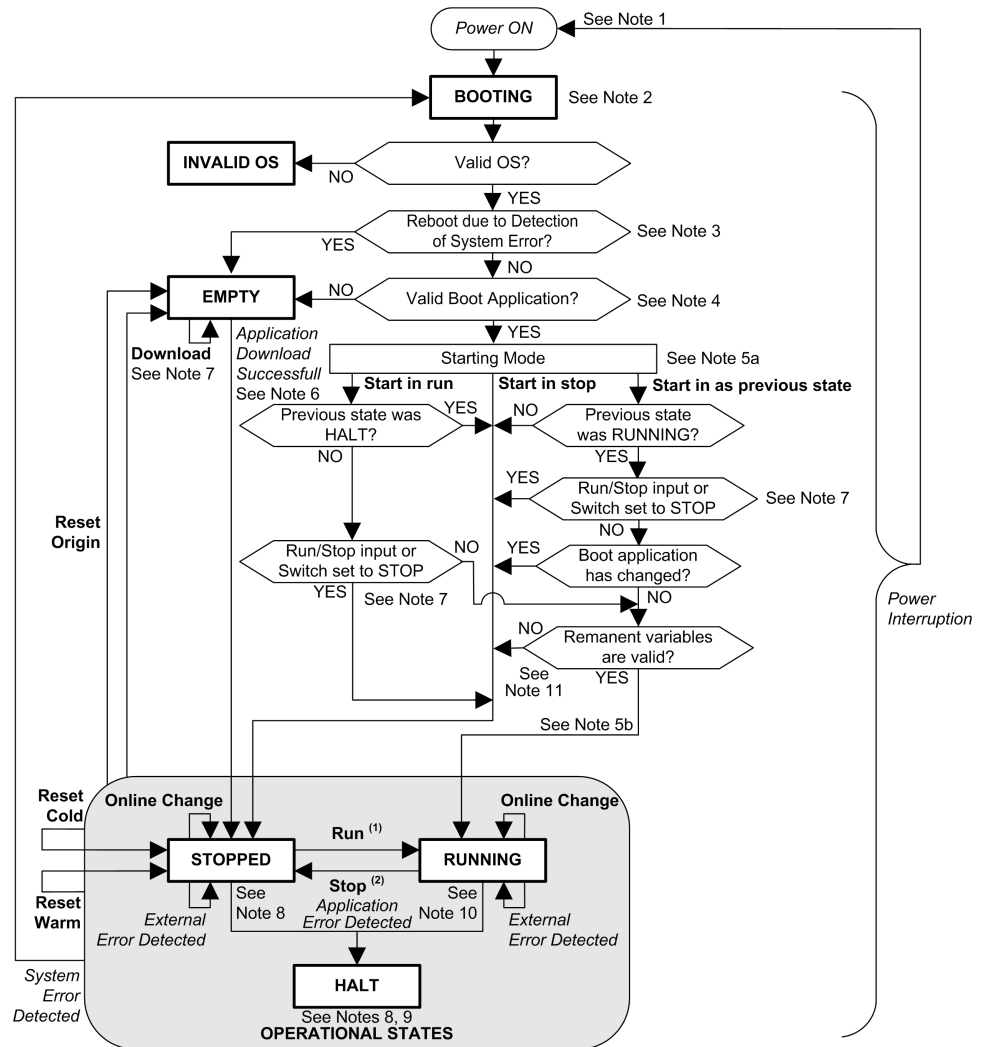 Power ON
See Note 1
BOOTING
See Note 2
INVALID OS
NO
Valid OS?
YES
Reboot due to Detection
of System Error?
See Note 3
YES
NO
EMPTY
NO
Valid Boot Application?
See Note 4
YES
Download
See Note 7
Application
Download
Successfull
See Note 6
Starting Mode
See Note 5a
Start in run
Start in stop
Start in as previous state
Previous state was
HALT?
YES
NO
NO
Previous state
was RUNNING?
YES
YES
Run/Stop input or
Switch set to STOP
See Note 7
NO
Reset
Origin
Run/Stop input or
Switch set to STOP
NO
YES
See Note 7
YES
Boot application
has changed?
NO
Power
Interruption
NO
Remanent variables
are valid?
See
Note 11
YES
See Note 5b
Reset
Cold
Online Change
Online Change
Run (1)
STOPPED
RUNNING
Stop (2)
Application
Error Detected
Reset
Warm
See
Note 8
See
Note 10
External
Error Detected
External
Error Detected
System
Error
Detected
HALT
See Notes 8, 9
OPERATIONAL STATES